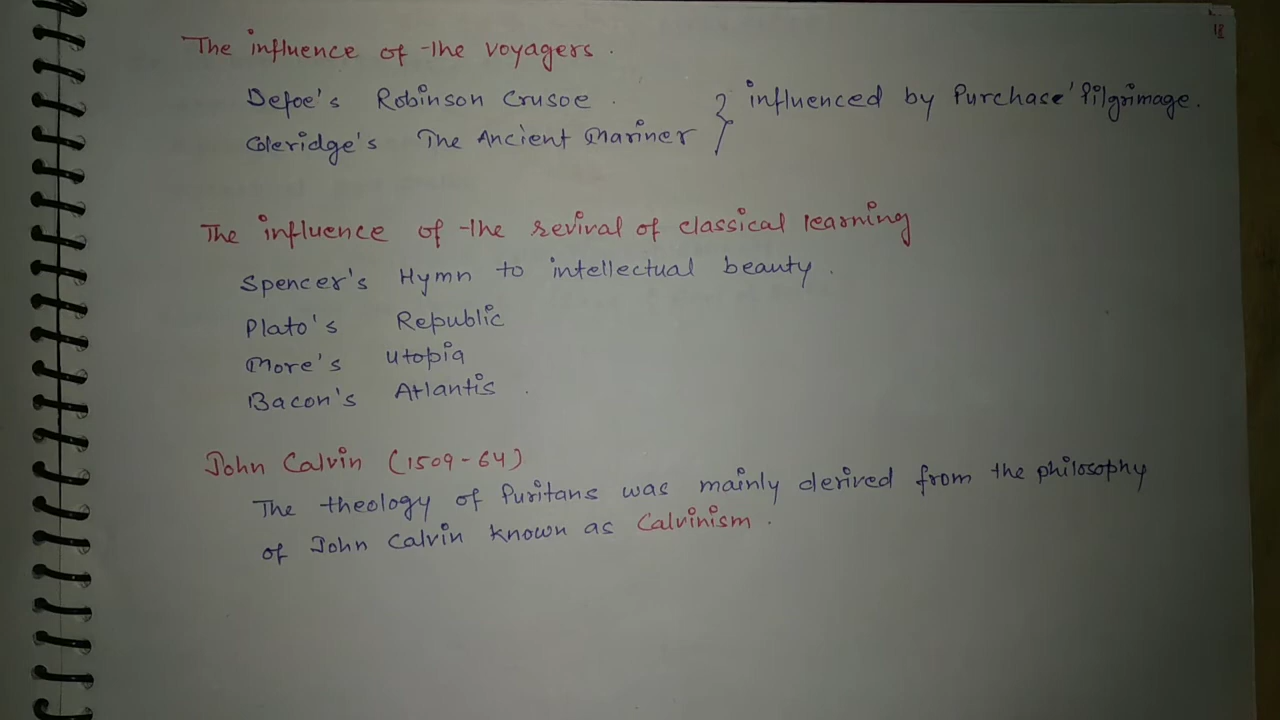 18
The influence of the voyagers.
Defoe's Robinson Crusoe.
Coleridge's The Ancient Mariner } influenced by Purchase' Pilgrimage.
The influence of the revival of classical learning
Spencer's Hymn to intellectual beauty.
Plato's Republic
More's Utopia
Bacon's Atlantis.
John Calvin (1509-64)
The theology of Puritans was mainly derived from the philosophy
of John Calvin known as Calvinism.